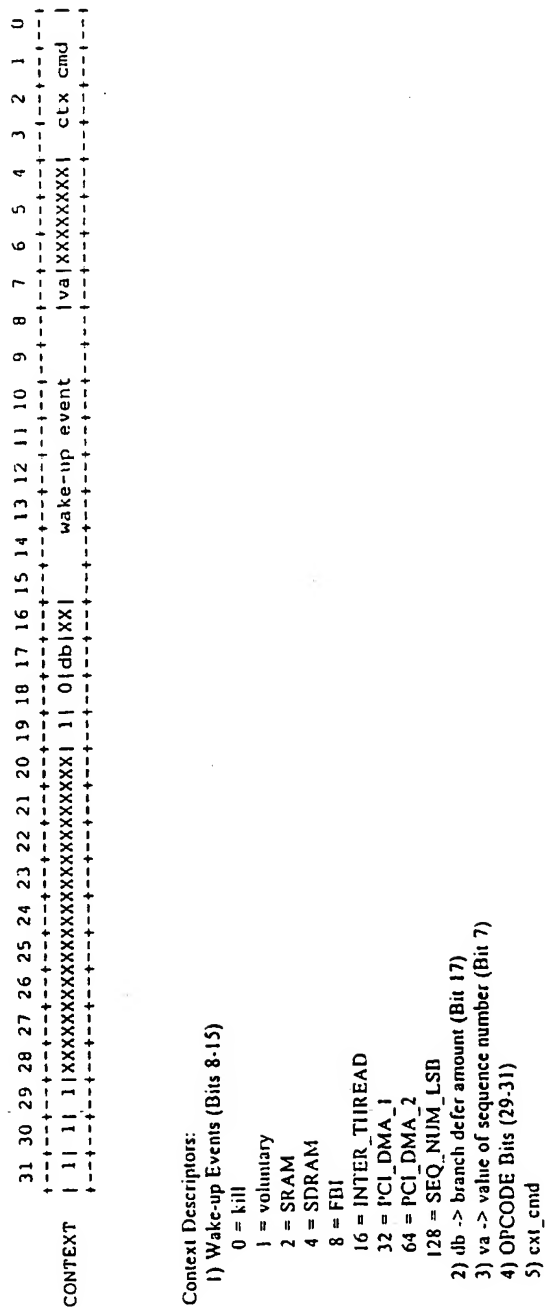 31 30 29 28 27 26 25 24 23 22 21 20 19 18 17 16 15 14 13 12 11 10 9 8 7 6 5 4 3 2 1 0
+--+--+--+--+--+--+--+--+--+--+--+--+--+--+--+--+--+--+--+--+--+--+--+--+--+--+--+--+--+--+--+--+
CONTEXT | 1| 1| 1|XXXXXXXXXXXXXXXXXXXXXXXXXX| 1| 0|db|XX| wake-up event |va|XXXXXXXX| ctx cmd |
+--+--+--+--+--+--+--+--+--+--+--+--+--+--+--+--+--+--+--+--+--+--+--+--+--+--+--+--+--+--+--+--+
Context Descriptors:
1) Wake-up Events (Bits 8-15)
0 = kill
1 = voluntary
2 = SRAM
4 = SDRAM
8 = FBI
16 = INTER_THREAD
32 = PCI_DMA_1
64 = PCI_DMA_2
128 = SEQ_NUM_LSB
2) db -> branch defer amount (Bit 17)
3) va -> value of sequence number (Bit 7)
4) OPCODE Bits (29-31)
5) cxt_cmd